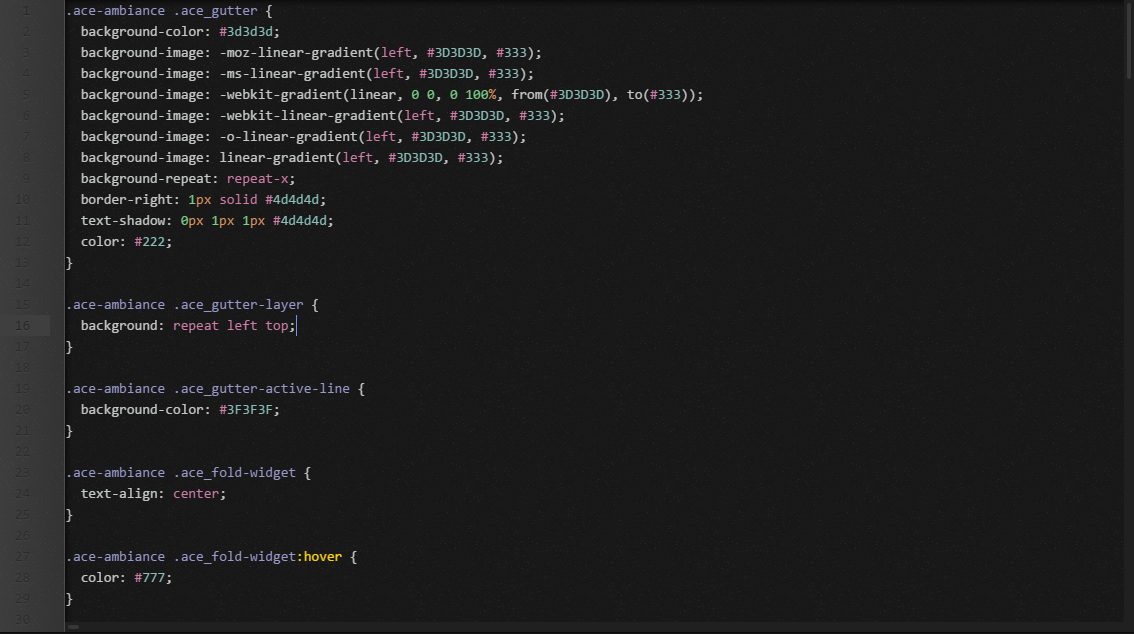 1 .ace-ambiance .ace_gutter {
2 background-color: #3d3d3d;
3 background-image: -moz-linear-gradient(left, #3D3D3D, #333);
4 background-image: -ms-linear-gradient(left, #3D3D3D, #333);
5 background-image: -webkit-gradient(linear, 0 0, 0 100%, from(#3D3D3D), to(#333));
6 background-image: -webkit-linear-gradient(left, #3D3D3D, #333);
7 background-image: -o-linear-gradient(left, #3D3D3D, #333);
8 background-image: linear-gradient(left, #3D3D3D, #333);
9 background-repeat: repeat-x;
10 border-right: 1px solid #4d4d4d;
11 text-shadow: 0px 1px 1px #4d4d4d;
12 color: #222;
13 }
14
15 .ace-ambiance .ace_gutter-layer {
16 background: repeat left top;
17 }
18
19 .ace-ambiance .ace_gutter-active-line {
20 background-color: #3F3F3F;
21 }
22
23 .ace-ambiance .ace_fold-widget {
24 text-align: center;
25 }
26
27 .ace-ambiance .ace_fold-widget:hover {
28 color: #777;
29 }
30